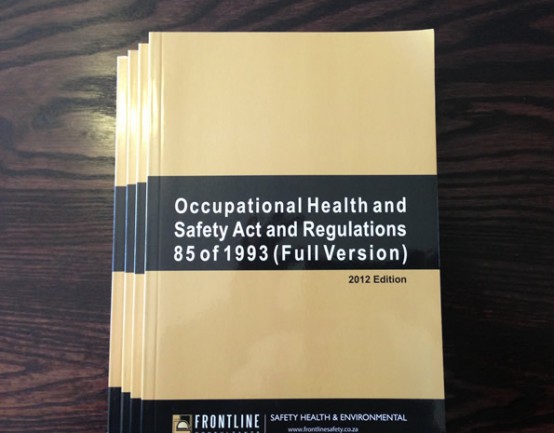 Occupational Health and
Safety Act and Regulations
85 of 1993 (Full Version)
2012 Edition
FRONTLINE
SAFETY HEALTH & ENVIRONMENTAL
www.frontlinesafety.co.za